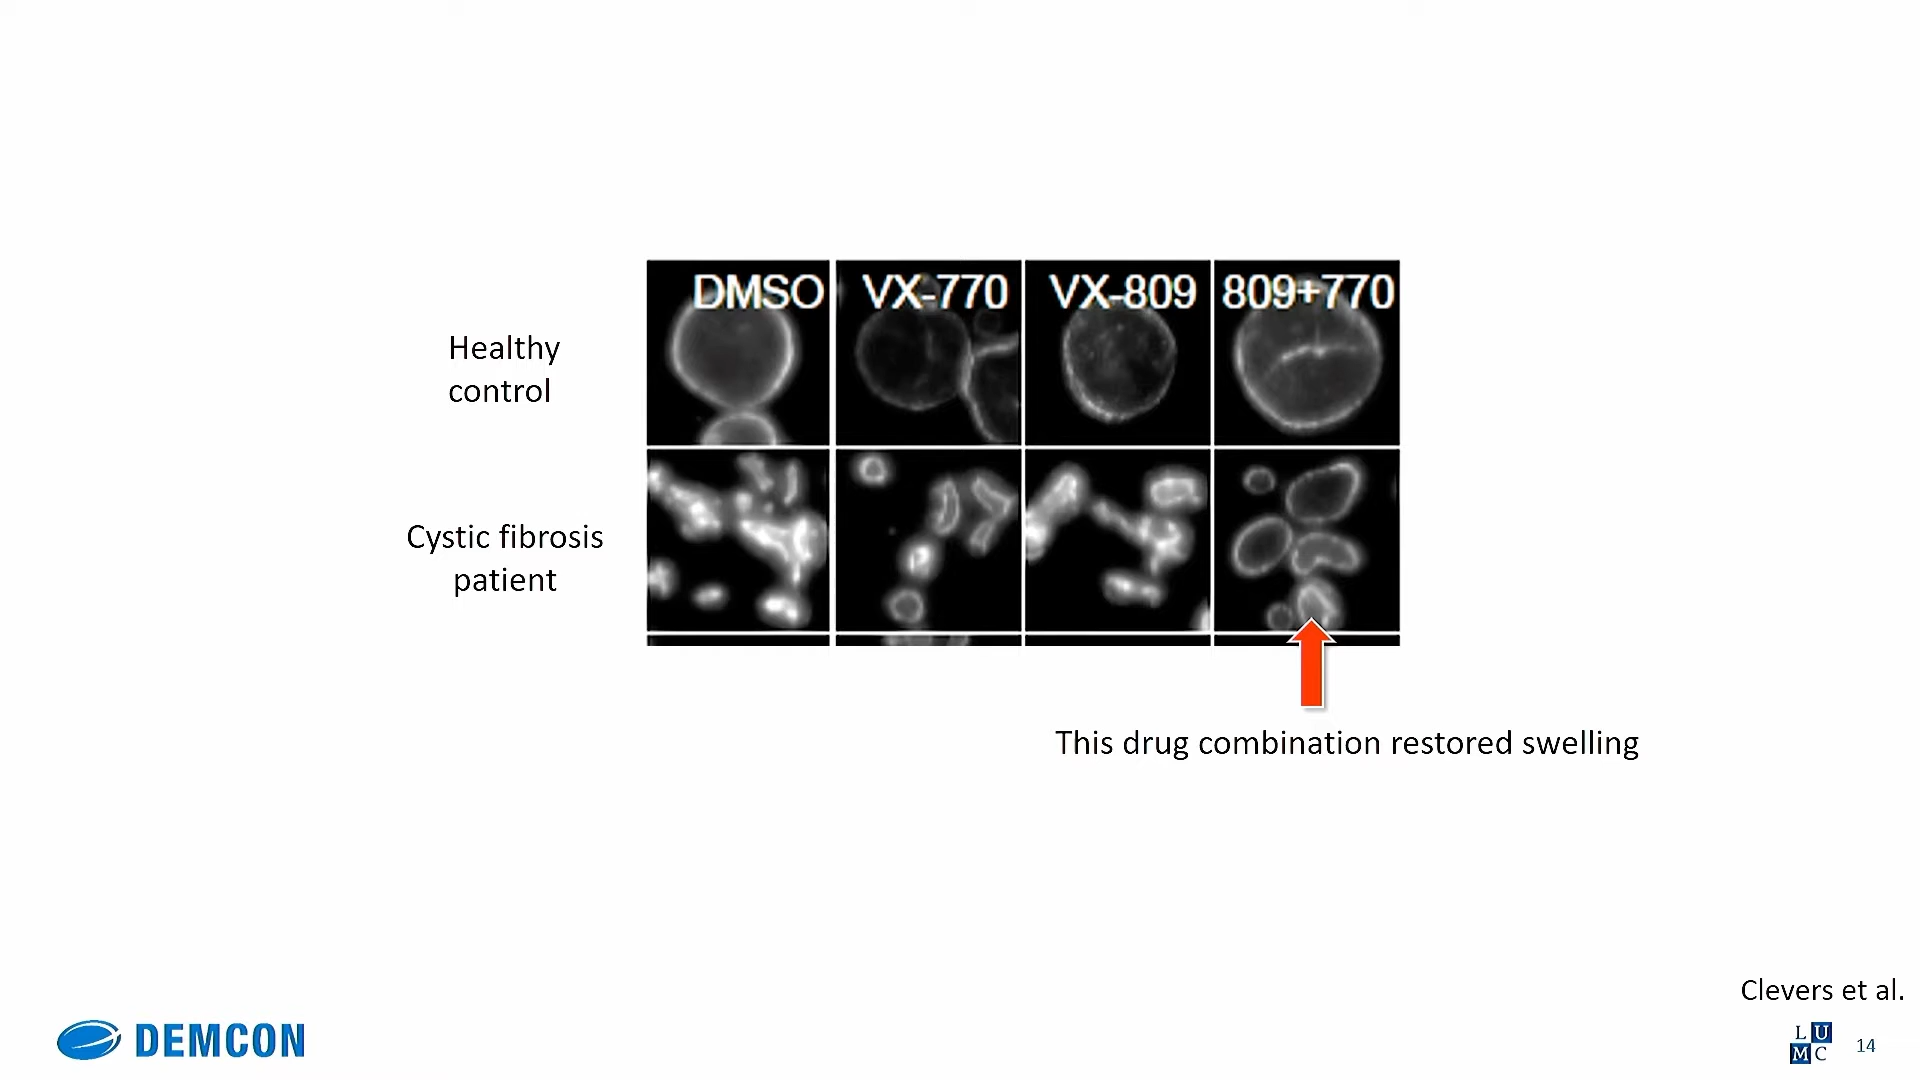 DMSO VX-770 VX-809 809+770
Healthy
control
Cystic fibrosis
patient
This drug combination restored swelling
Clevers et al.
DEMCON
L U
M C
14